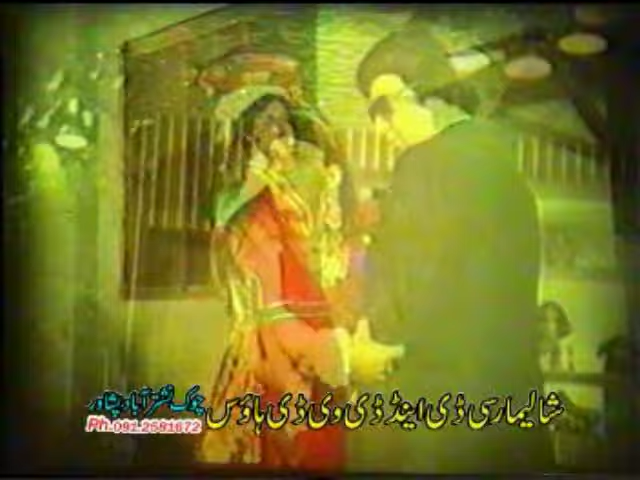 شالیمار سی ڈی اینڈ ڈی وی ڈی ہاؤس
چوک نشتر آباد پشاور
Ph.091.2581672